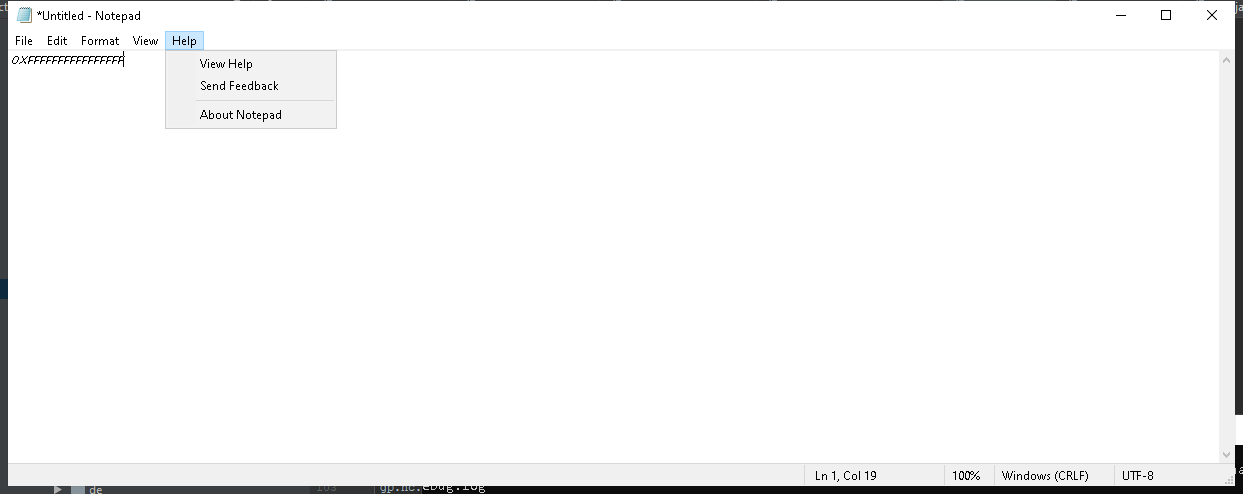 *Untitled - Notepad
File Edit Format View Help
0XFFFFFFFFFFFFFFFF
View Help
Send Feedback
About Notepad
Ln 1, Col 19 100% Windows (CRLF) UTF-8
de